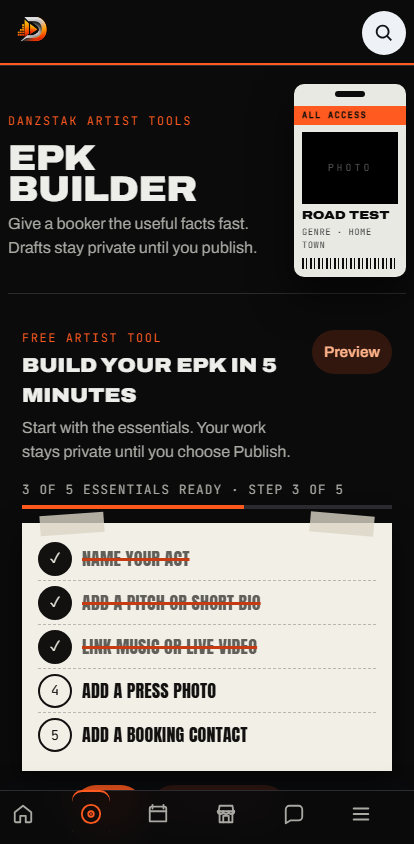 DANZSTAK ARTIST TOOLS
EPK
BUILDER
Give a booker the useful facts fast.
Drafts stay private until you publish.
ALL ACCESS
PHOTO
ROAD TEST
GENRE · HOME
TOWN
FREE ARTIST TOOL
BUILD YOUR EPK IN 5
MINUTES
Preview
Start with the essentials. Your work
stays private until you choose Publish.
3 OF 5 ESSENTIALS READY · STEP 3 OF 5
✓ NAME YOUR ACT
✓ ADD A PITCH OR SHORT BIO
✓ LINK MUSIC OR LIVE VIDEO
4 ADD A PRESS PHOTO
5 ADD A BOOKING CONTACT